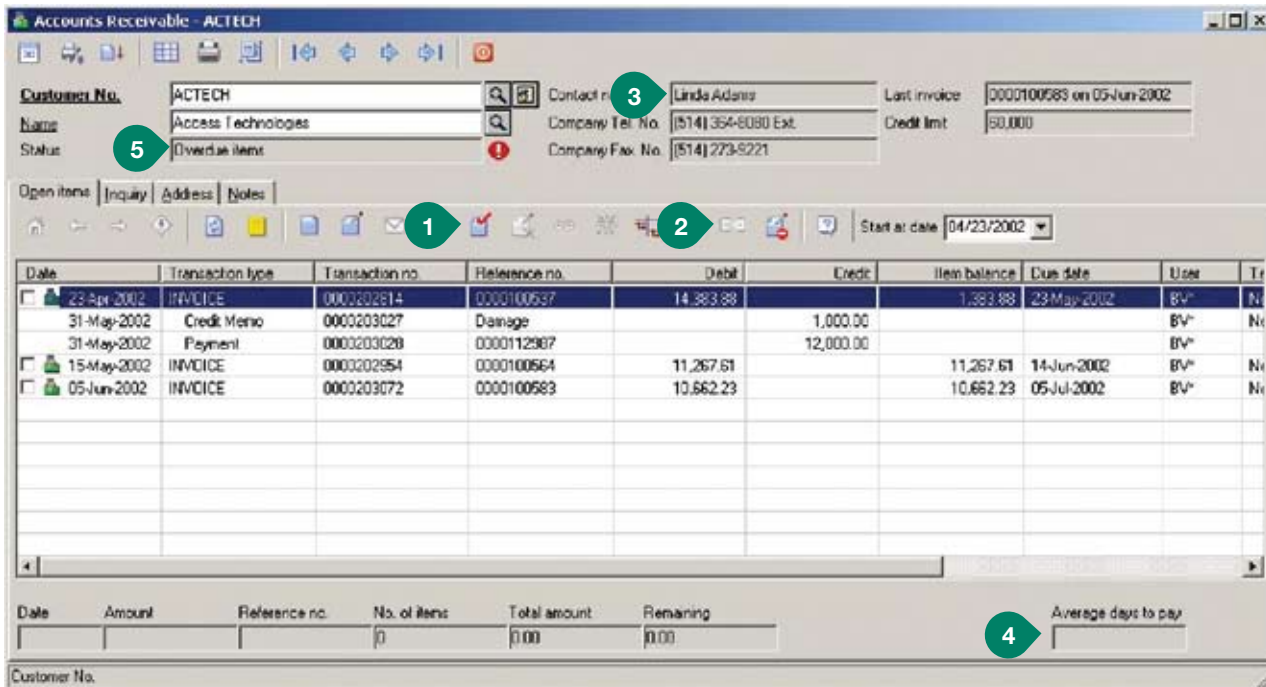 Accounts Receivable - ACTECH
Customer No. ACTECH Contact n 3 Linda Adams Last invoice 0000100583 on 05-Jun-2002
Name Access Technologies Company Tel. No. (514) 364-8080 Ext. Credit limit 60,000
Status 5 Overdue items Company Fax. No. (514) 273-9221
Open items Inquiry Address Notes
1 2 Start at date 04/23/2002
Date Transaction type Transaction no. Reference no. Debit Credit Item balance Due date User Tr
23-Apr-2002 INVOICE 0000202814 0000100537 14,383.88 1,383.88 23-May-2002 BV* No
31-May-2002 Credit Memo 0000203027 Damage 1,000.00 BV* No
31-May-2002 Payment 0000203028 0000112987 12,000.00 BV*
15-May-2002 INVOICE 0000202954 0000100564 11,267.61 11,267.61 14-Jun-2002 BV* No
05-Jun-2002 INVOICE 0000203072 0000100583 10,662.23 10,662.23 05-Jul-2002 BV* No
Date Amount Reference no. No. of items Total amount Remaining Average days to pay
0 0.00 0.00 4
Customer No.